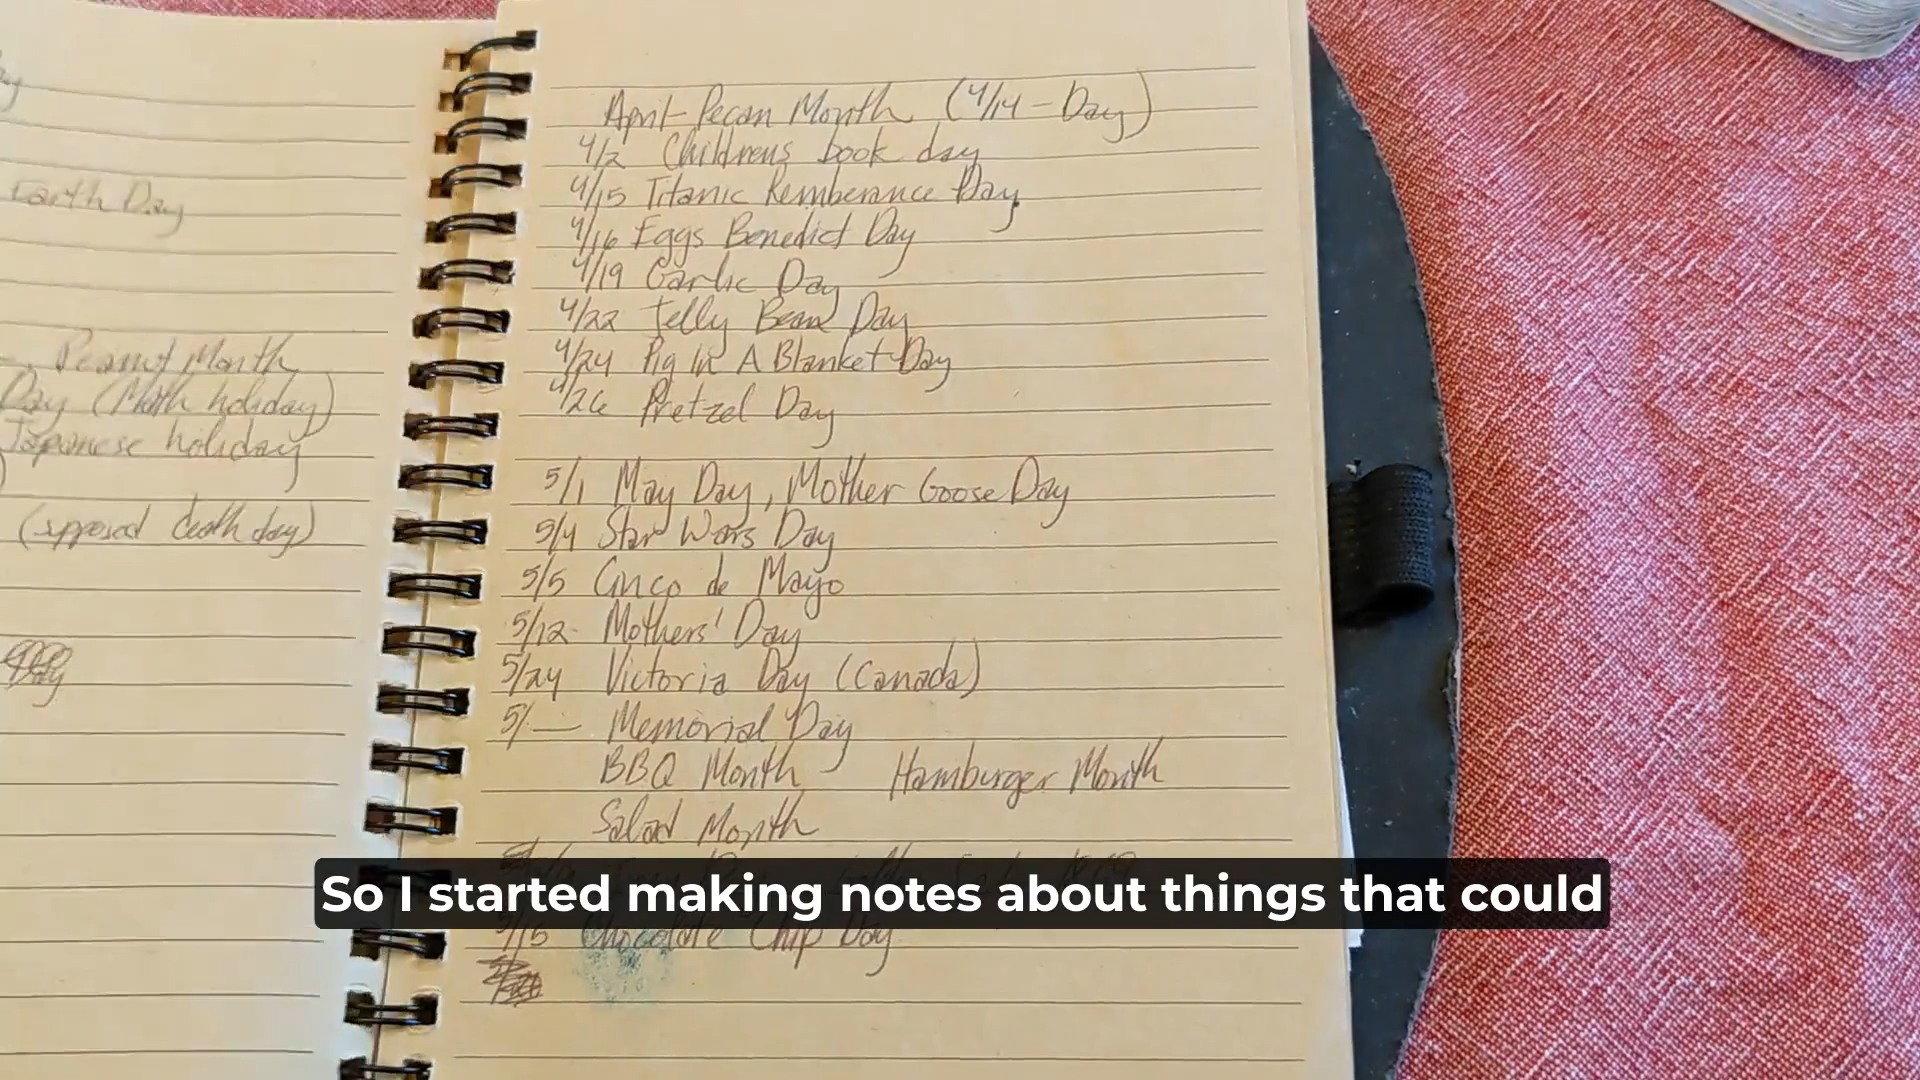 Earth Day
Peanut Month
Day (Math holiday)
Japanese holiday
(supposed death day)
April-Pecan Month (4/14 - Day)
4/2 Childrens book day
4/15 Titanic Remberance Day
4/16 Eggs Benedict Day
4/19 Garlic Day
4/22 Jelly Bean Day
4/24 Pig In A Blanket Day
4/26 Pretzel Day
5/1 May Day, Mother Goose Day
5/4 Star Wars Day
5/5 Cinco de Mayo
5/12 Mothers' Day
5/24 Victoria Day (Canada)
5/— Memorial Day
BBQ Month Hamburger Month
Salad Month
So I started making notes about things that could
5/15 Chocolate Chip Day